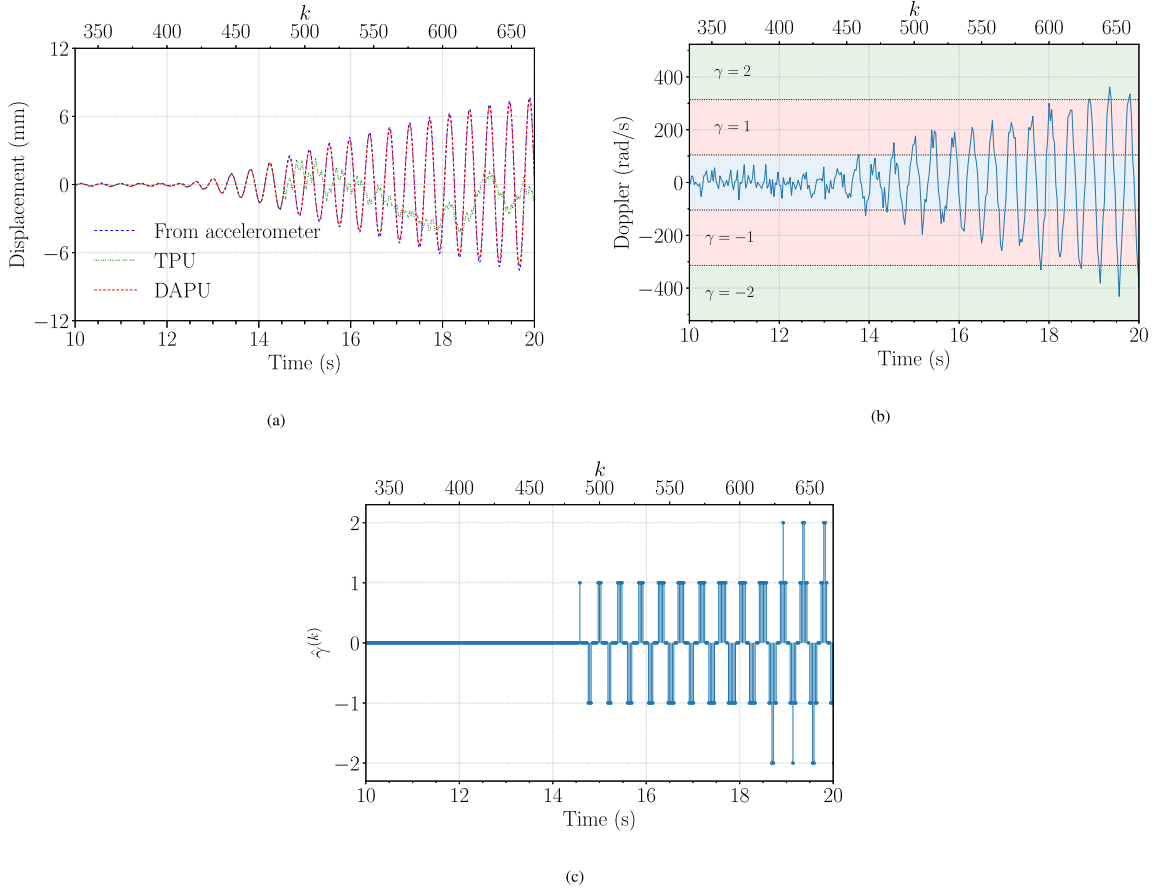 k
350 400 450 500 550 600 650
12
6
0
−6
−12
Displacement (mm)
From accelerometer
TPU
DAPU
10 12 14 16 18 20
Time (s)
(a)
k
350 400 450 500 550 600 650
400
200
0
−200
−400
Doppler (rad/s)
γ = 2
γ = 1
γ = −1
γ = −2
10 12 14 16 18 20
Time (s)
(b)
k
350 400 450 500 550 600 650
2
1
0
−1
−2
γ̂^(k)
10 12 14 16 18 20
Time (s)
(c)